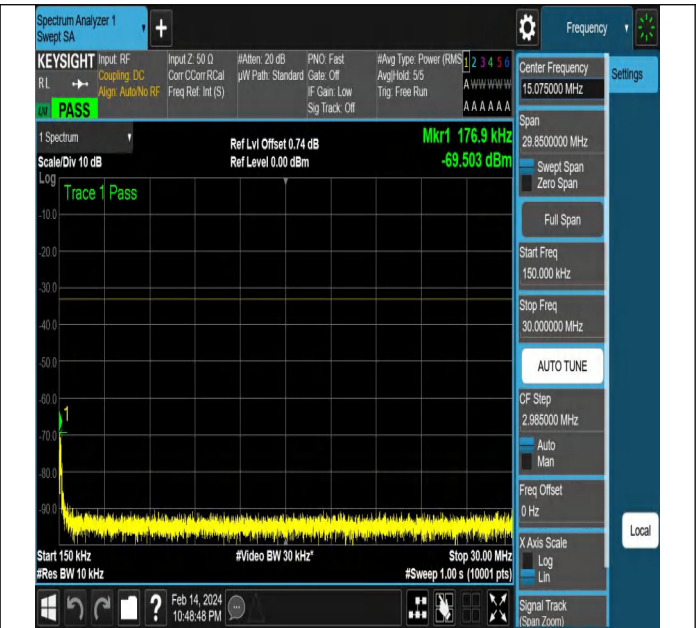 Spectrum Analyzer 1
Swept SA
+
Frequency
KEYSIGHT
RL
PASS
Input: RF
Coupling: DC
Align: Auto/No RF
Input Z: 50 Ω
Corr CCorr RCal
Freq Ref: Int (S)
#Atten: 20 dB
µW Path: Standard
PNO: Fast
Gate: Off
IF Gain: Low
Sig Track: Off
#Avg Type: Power (RMS
Avg|Hold: 5/5
Trig: Free Run
1 2 3 4 5 6
A W W W W W
A A A A A A
1 Spectrum
Scale/Div 10 dB
Ref Lvl Offset 0.74 dB
Ref Level 0.00 dBm
Mkr1 176.9 kHz
-69.503 dBm
Log
Trace 1 Pass
-10.0
-20.0
-30.0
-40.0
-50.0
-60.0
1
-70.0
-80.0
-90.0
Start 150 kHz
#Res BW 10 kHz
#Video BW 30 kHz*
Stop 30.00 MHz
#Sweep 1.00 s (10001 pts)
?
Feb 14, 2024
10:48:48 PM
Center Frequency
15.075000 MHz
Settings
Span
29.8500000 MHz
Swept Span
Zero Span
Full Span
Start Freq
150.000 kHz
Stop Freq
30.000000 MHz
AUTO TUNE
CF Step
2.985000 MHz
Auto
Man
Freq Offset
0 Hz
X Axis Scale
Log
Lin
Local
Signal Track
(Span Zoom)